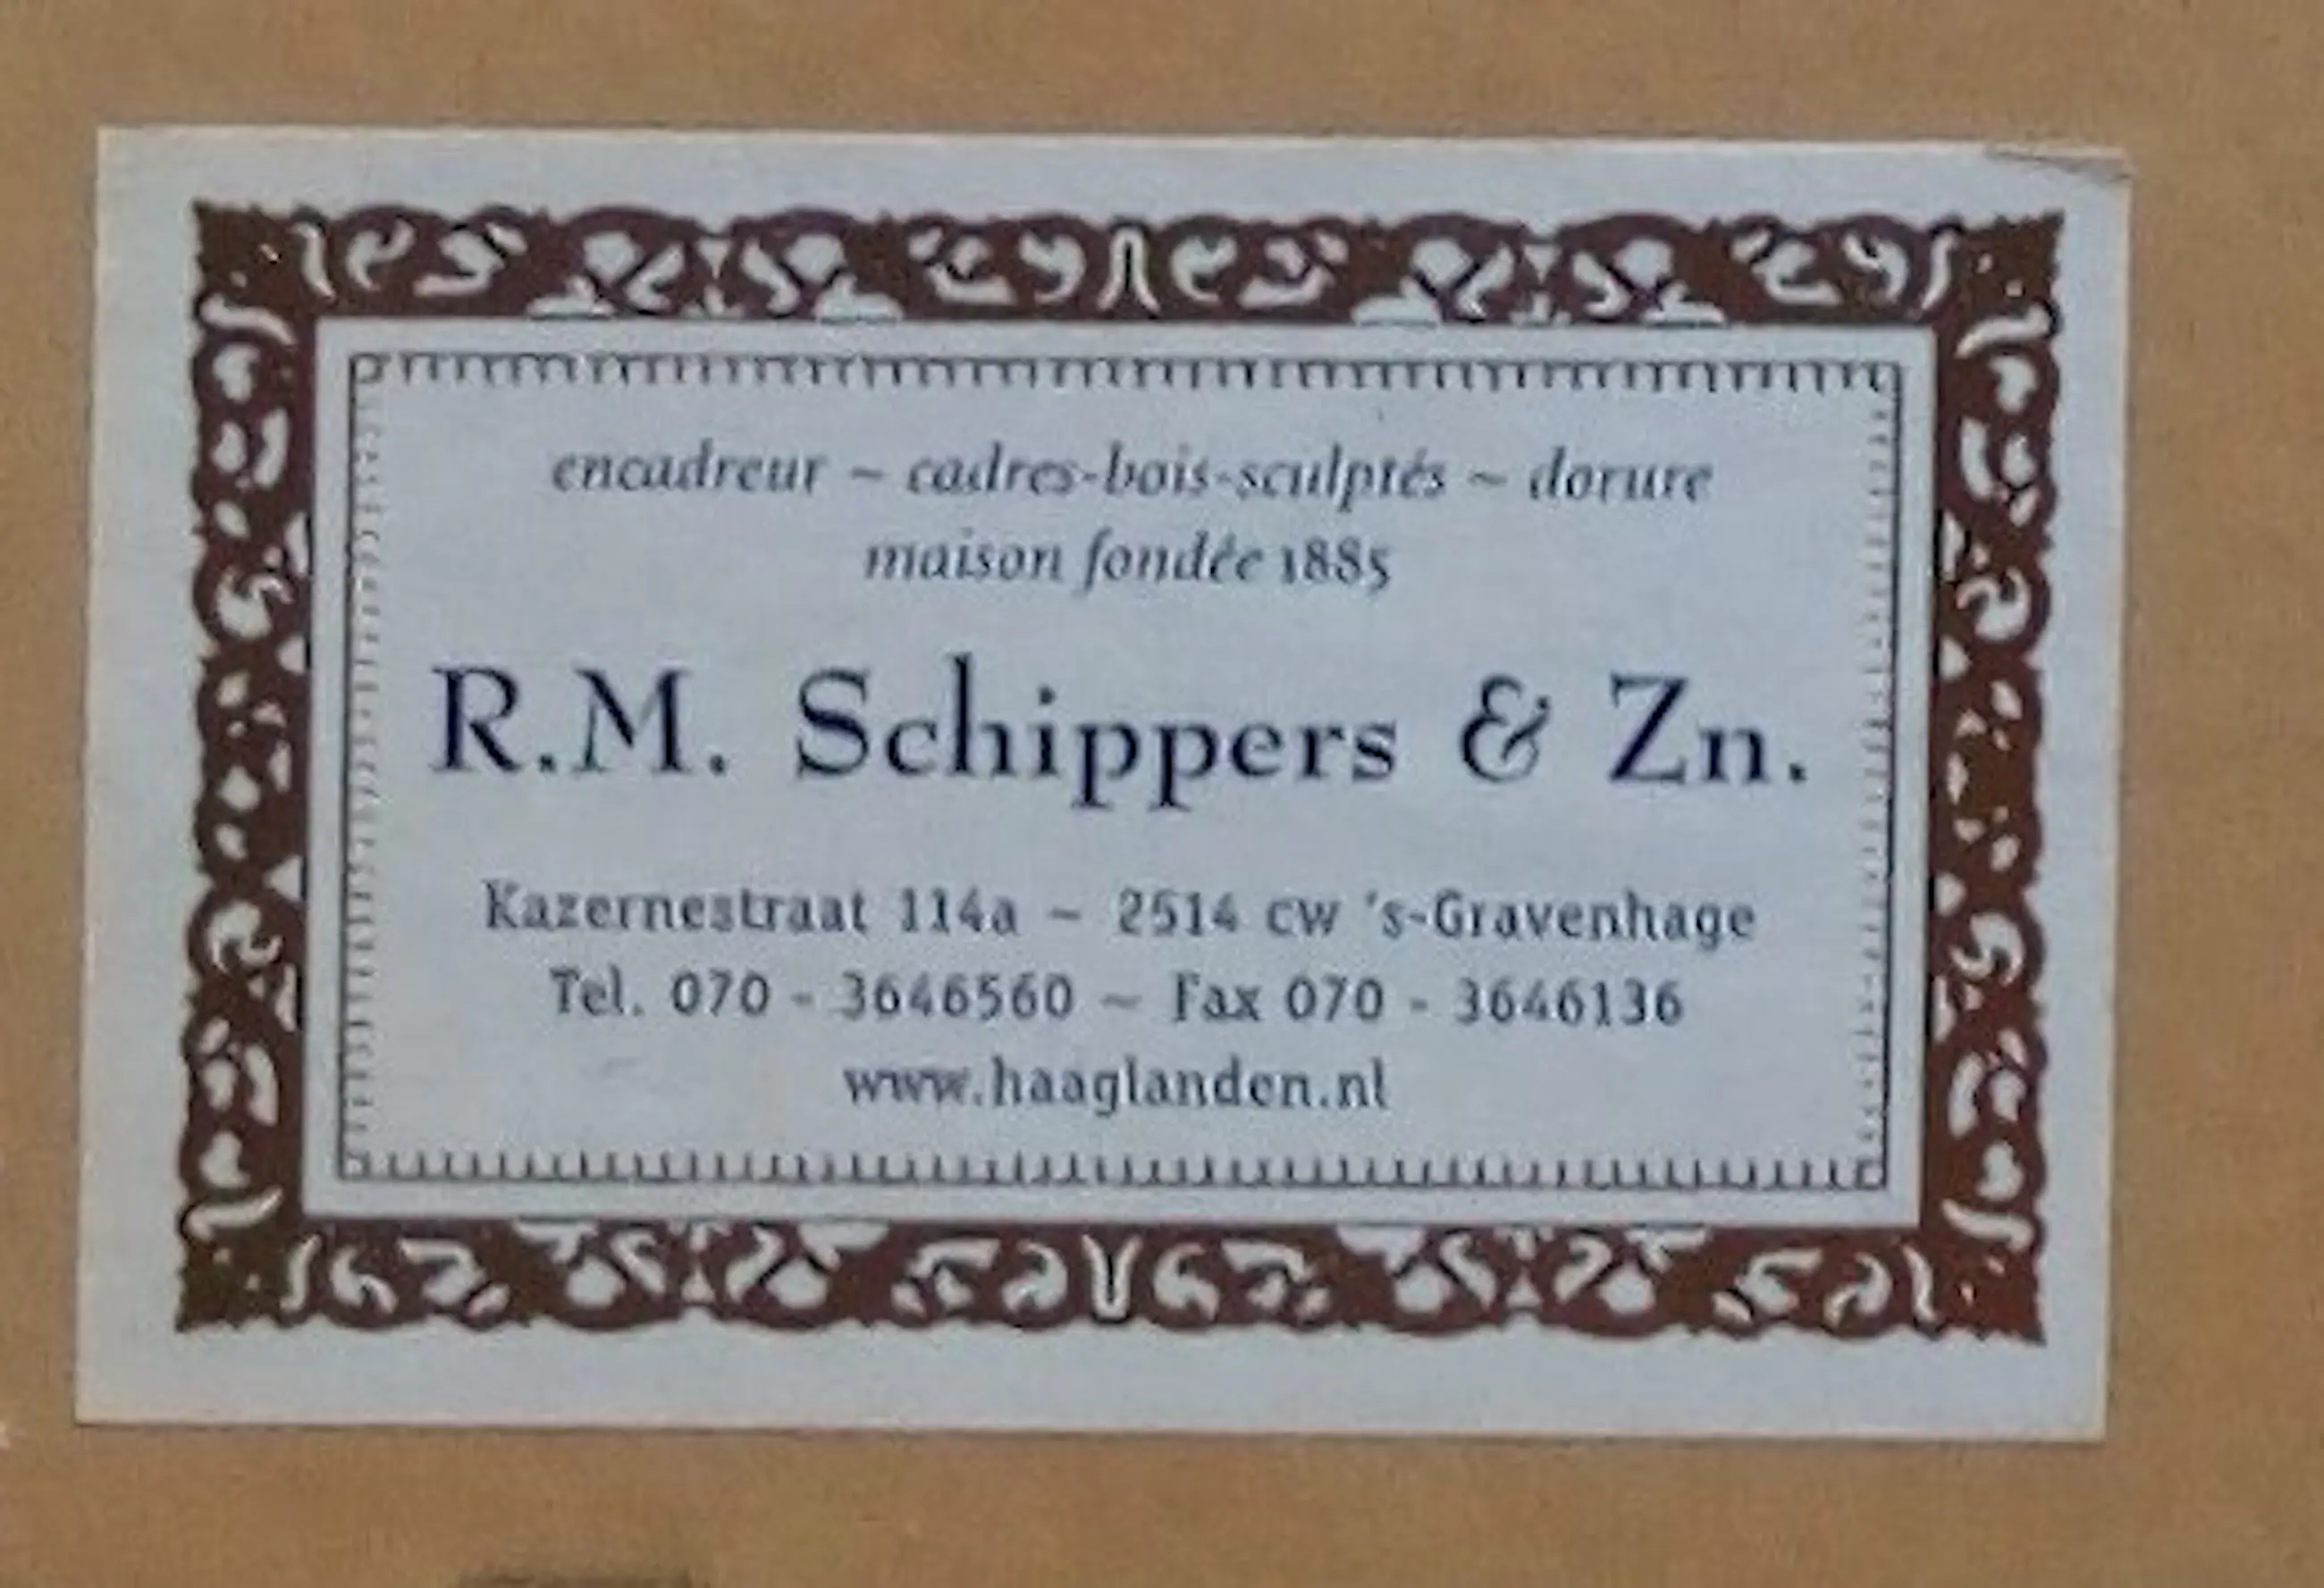 encadreur ~ cadres-bois-sculptés ~ dorure
maison fondée 1885
R.M. Schippers & Zn.
Kazernestraat 114a ~ 2514 CW 's-Gravenhage
Tel. 070 - 3646560 ~ Fax 070 - 3646136
www.haaglanden.nl